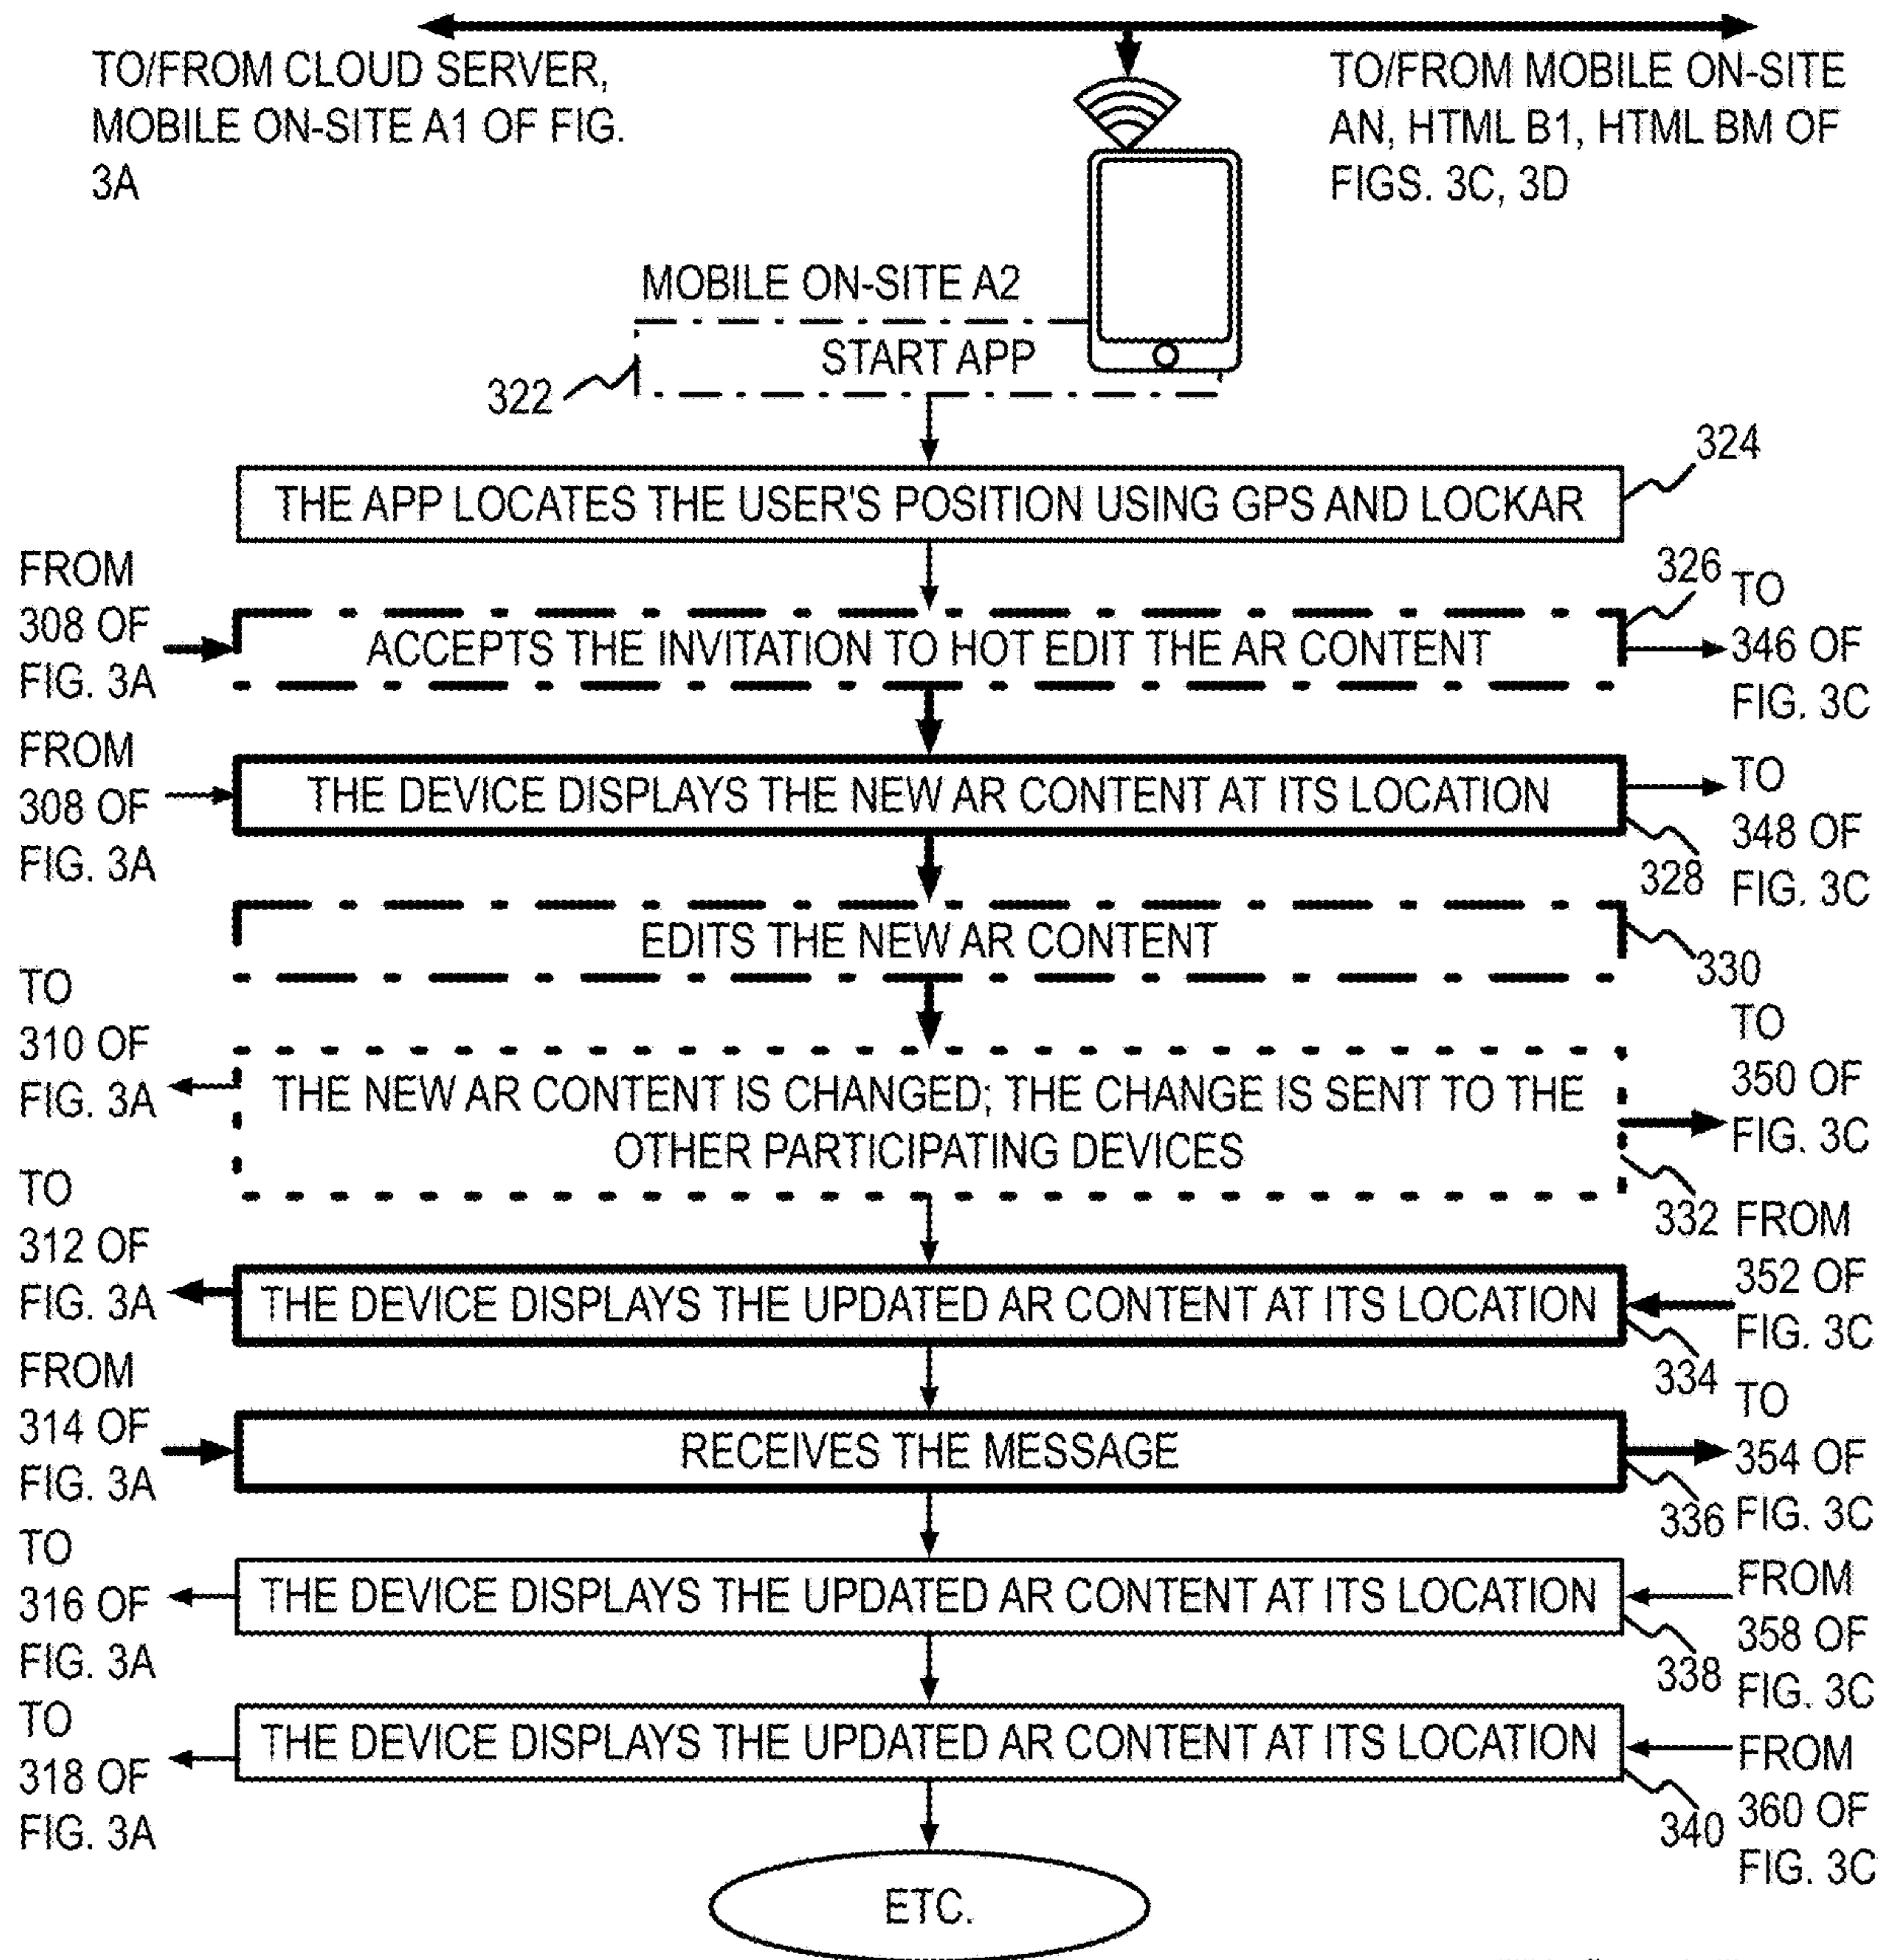 TO/FROM CLOUD SERVER,
MOBILE ON-SITE A1 OF FIG.
3A
TO/FROM MOBILE ON-SITE
AN, HTML B1, HTML BM OF
FIGS. 3C, 3D
MOBILE ON-SITE A2
START APP
322
324
THE APP LOCATES THE USER'S POSITION USING GPS AND LOCKAR
FROM
308 OF
FIG. 3A
326
ACCEPTS THE INVITATION TO HOT EDIT THE AR CONTENT
TO
346 OF
FIG. 3C
FROM
308 OF
FIG. 3A
THE DEVICE DISPLAYS THE NEW AR CONTENT AT ITS LOCATION
328
TO
348 OF
FIG. 3C
EDITS THE NEW AR CONTENT
330
TO
310 OF
FIG. 3A
THE NEW AR CONTENT IS CHANGED; THE CHANGE IS SENT TO THE
OTHER PARTICIPATING DEVICES
TO
350 OF
FIG. 3C
332
TO
312 OF
FIG. 3A
THE DEVICE DISPLAYS THE UPDATED AR CONTENT AT ITS LOCATION
FROM
352 OF
FIG. 3C
334
FROM
314 OF
FIG. 3A
RECEIVES THE MESSAGE
TO
354 OF
FIG. 3C
336
TO
316 OF
FIG. 3A
THE DEVICE DISPLAYS THE UPDATED AR CONTENT AT ITS LOCATION
FROM
358 OF
FIG. 3C
338
TO
318 OF
FIG. 3A
THE DEVICE DISPLAYS THE UPDATED AR CONTENT AT ITS LOCATION
FROM
360 OF
FIG. 3C
340
ETC.